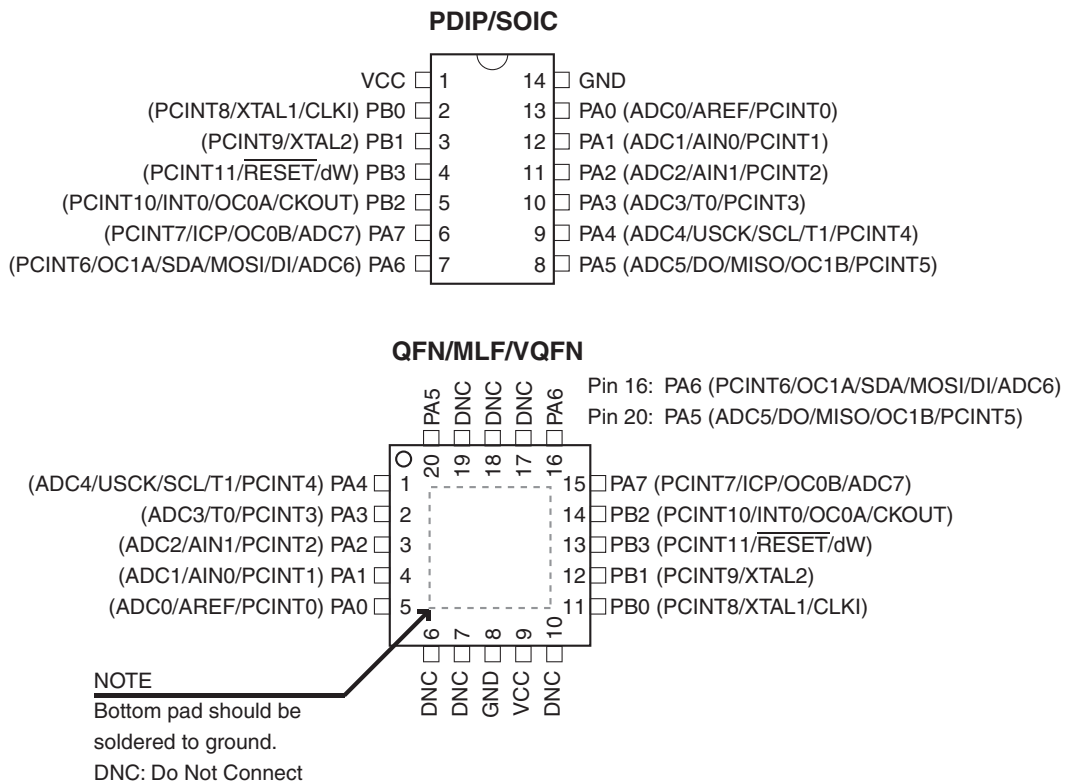 PDIP/SOIC
VCC 1 14 GND
(PCINT8/XTAL1/CLKI) PB0 2 13 PA0 (ADC0/AREF/PCINT0)
(PCINT9/XTAL2) PB1 3 12 PA1 (ADC1/AIN0/PCINT1)
(PCINT11/RESET/dW) PB3 4 11 PA2 (ADC2/AIN1/PCINT2)
(PCINT10/INT0/OC0A/CKOUT) PB2 5 10 PA3 (ADC3/T0/PCINT3)
(PCINT7/ICP/OC0B/ADC7) PA7 6 9 PA4 (ADC4/USCK/SCL/T1/PCINT4)
(PCINT6/OC1A/SDA/MOSI/DI/ADC6) PA6 7 8 PA5 (ADC5/DO/MISO/OC1B/PCINT5)
QFN/MLF/VQFN
Pin 16: PA6 (PCINT6/OC1A/SDA/MOSI/DI/ADC6)
Pin 20: PA5 (ADC5/DO/MISO/OC1B/PCINT5)
PA5 DNC DNC DNC PA6
20 19 18 17 16
(ADC4/USCK/SCL/T1/PCINT4) PA4 1 15 PA7 (PCINT7/ICP/OC0B/ADC7)
(ADC3/T0/PCINT3) PA3 2 14 PB2 (PCINT10/INT0/OC0A/CKOUT)
(ADC2/AIN1/PCINT2) PA2 3 13 PB3 (PCINT11/RESET/dW)
(ADC1/AIN0/PCINT1) PA1 4 12 PB1 (PCINT9/XTAL2)
(ADC0/AREF/PCINT0) PA0 5 11 PB0 (PCINT8/XTAL1/CLKI)
6 7 8 9 10
DNC DNC GND VCC DNC
NOTE
Bottom pad should be
soldered to ground.
DNC: Do Not Connect